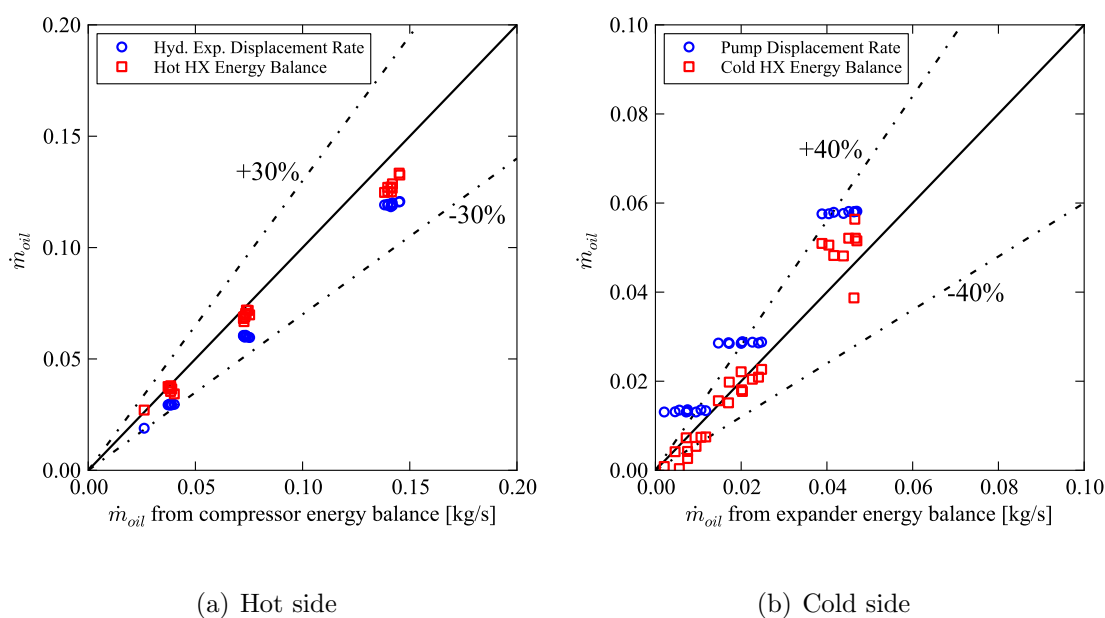 0.20
0.15
0.10
0.05
0.00
0.00
0.05
0.10
0.15
0.20
ṁ_oil
Hyd. Exp. Displacement Rate
Hot HX Energy Balance
+30%
-30%
ṁ_oil from compressor energy balance [kg/s]
(a) Hot side
0.10
0.08
0.06
0.04
0.02
0.00
0.00
0.02
0.04
0.06
0.08
0.10
ṁ_oil
Pump Displacement Rate
Cold HX Energy Balance
+40%
-40%
ṁ_oil from expander energy balance [kg/s]
(b) Cold side